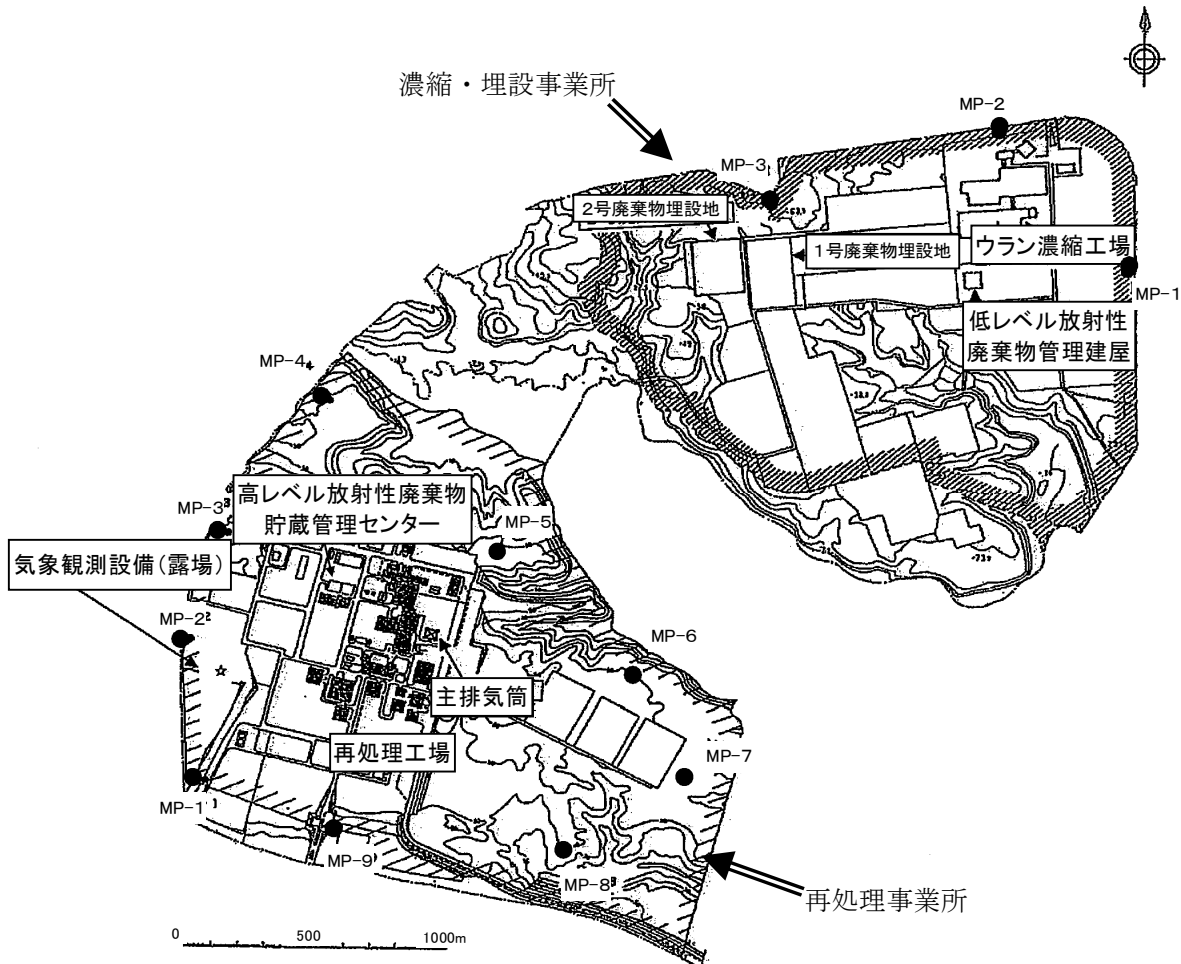 濃縮・埋設事業所
MP-2
MP-3
2号廃棄物埋設地
1号廃棄物埋設地
ウラン濃縮工場
MP-1
低レベル放射性
廃棄物管理建屋
MP-4
高レベル放射性廃棄物
貯蔵管理センター
MP-3
MP-5
気象観測設備(露場)
MP-2
MP-6
主排気筒
再処理工場
MP-7
MP-1
MP-9
MP-8
再処理事業所
0 500 1000m